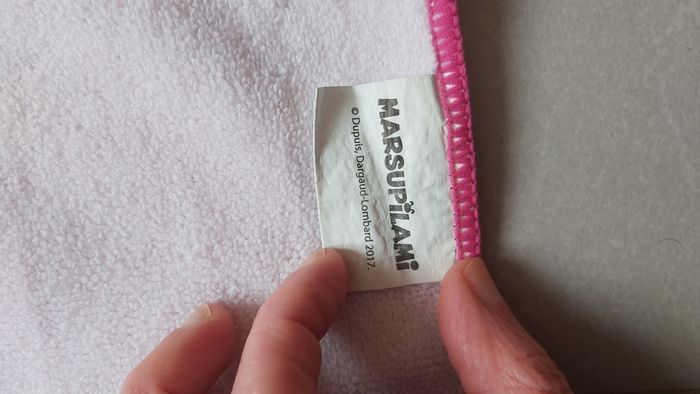 MARSUPiLAMi
© Dupuis, Dargaud-Lombard 2017.